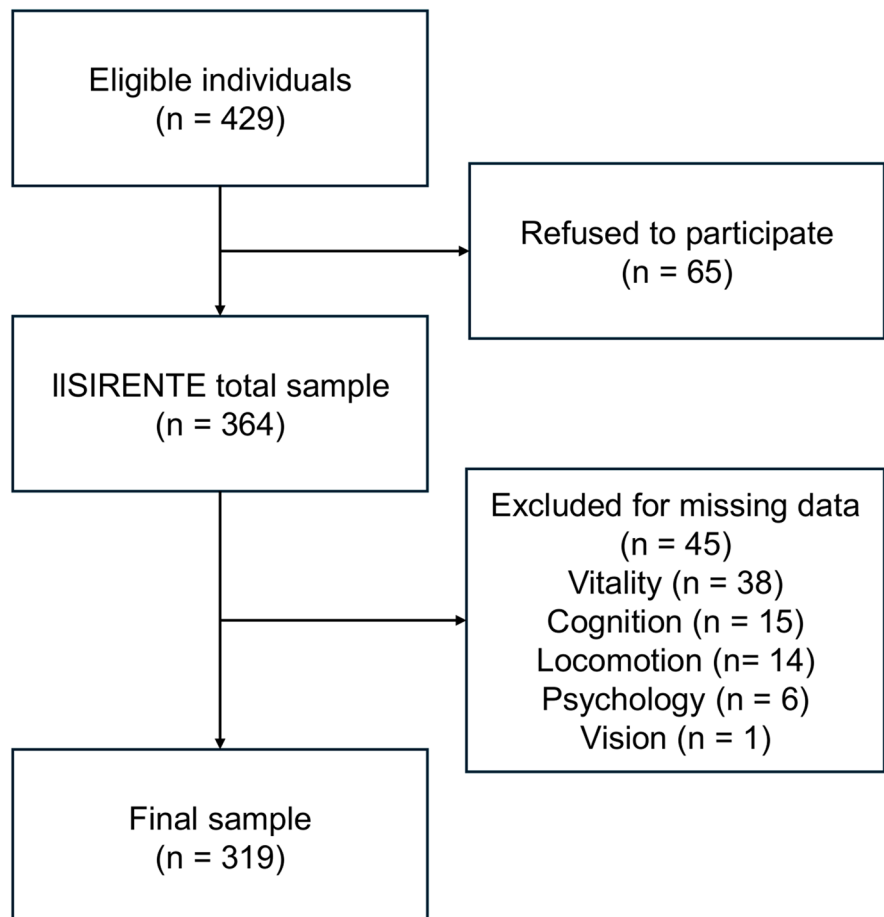 Eligible individuals
(n = 429)
Refused to participate
(n = 65)
IlSIRENTE total sample
(n = 364)
Excluded for missing data
(n = 45)
Vitality (n = 38)
Cognition (n = 15)
Locomotion (n= 14)
Psychology (n = 6)
Vision (n = 1)
Final sample
(n = 319)